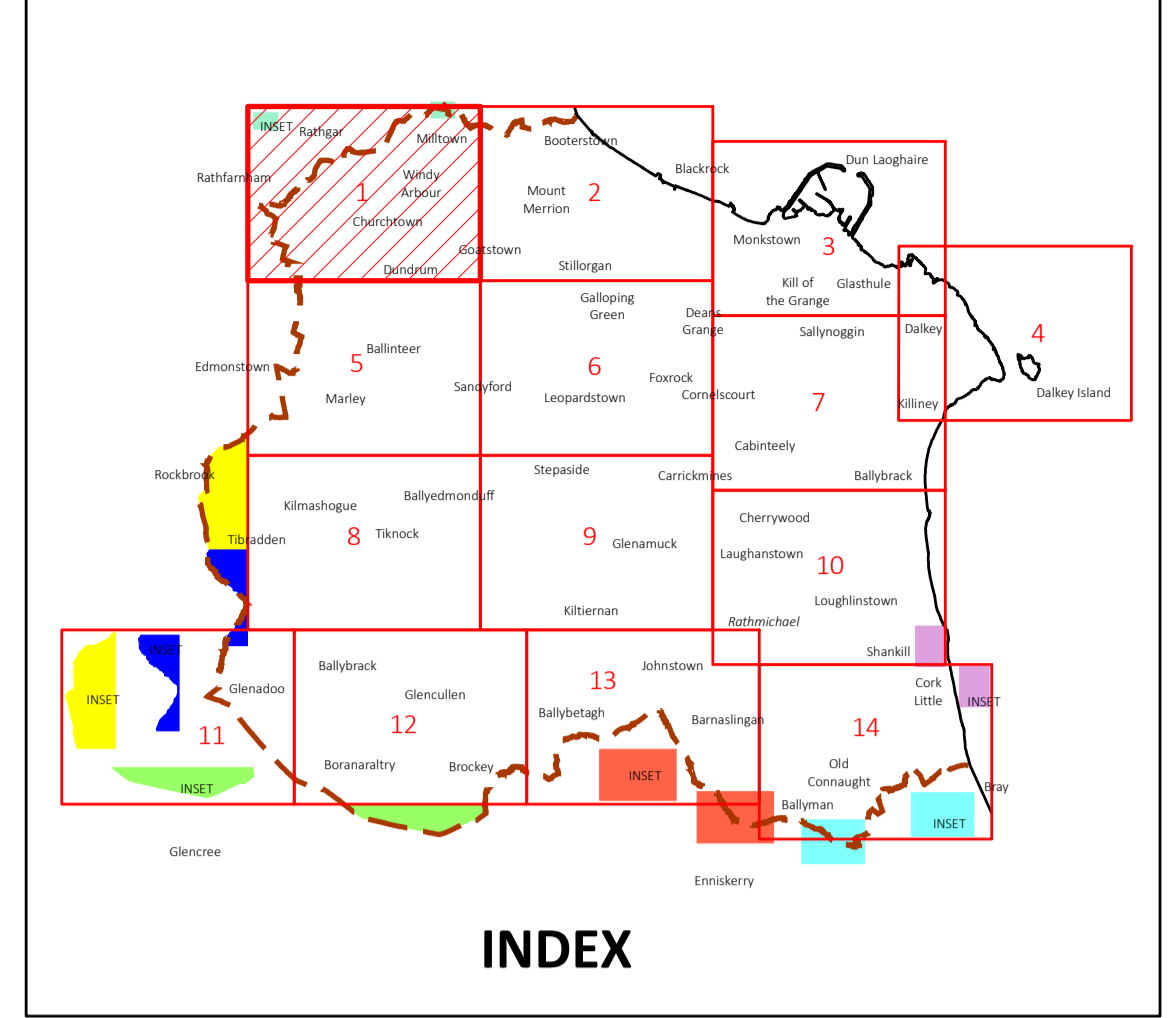 INSET
Rathgar
Milltown
Booterstown
Rathfarnham
Windy
Arbour
1
Mount
Merrion
2
Blackrock
Dun Laoghaire
Churchtown
Goatstown
Dundrum
Stillorgan
Monkstown
3
Kill of
the Grange
Glasthule
Galloping
Green
Deans
Grange
Sallynoggin
Dalkey
4
Edmonstown
5
Ballinteer
Marley
Sandyford
6
Leopardstown
Foxrock
Cornelscourt
7
Killiney
Dalkey Island
Cabinteely
Rockbrook
Stepaside
Carrickmines
Ballybrack
Kilmashogue
Ballyedmonduff
Tibradden
8
Tiknock
9
Glenamuck
Cherrywood
Laughanstown
10
Loughlinstown
Kiltiernan
Rathmichael
Shankill
INSET
INSET
Glenadoo
11
INSET
Ballybrack
Glencullen
12
Boranaraltry
Brockey
13
Johnstown
Ballybetagh
Barnaslingan
INSET
Cork
Little
INSET
14
Old
Connaught
Ballyman
Bray
INSET
Glencree
Enniskerry
INDEX